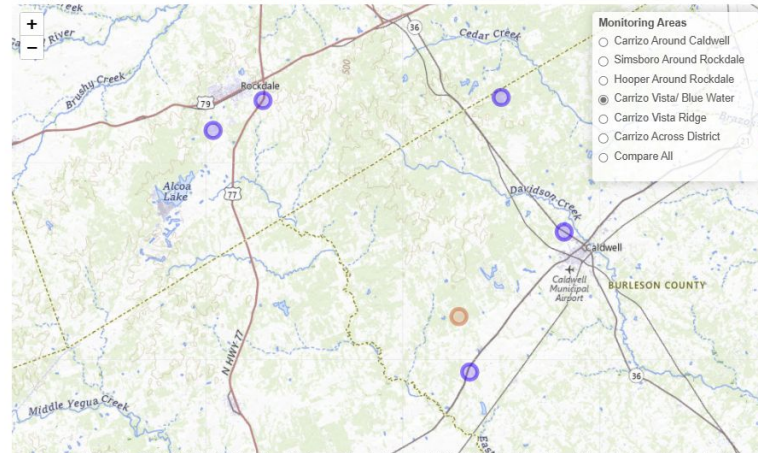 +
−
River
Brushy Creek
79
Rockdale
500
36
Cedar Creek
Alcoa
Lake
77
Davidson Creek
Caldwell
Caldwell
Municipal
Airport
BURLESON COUNTY
N HWY 77
Middle Yegua Creek
36
Monitoring Areas
Carrizo Around Caldwell
Simsboro Around Rockdale
Hooper Around Rockdale
Carrizo Vista/ Blue Water
Carrizo Vista Ridge
Carrizo Across District
Compare All
21